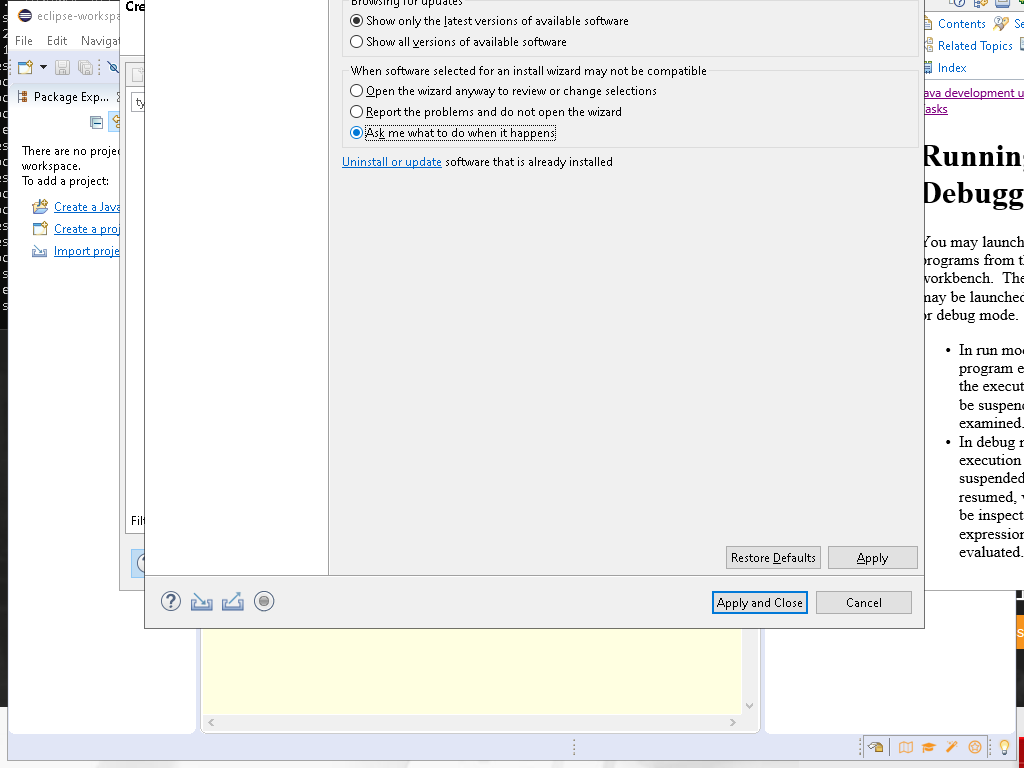 eclipse-workspa
Cre
File Edit Navigat
Package Exp...
ty
There are no projec
workspace.
To add a project:
Create a Java
Create a proj
Import proje
Filt
Browsing for updates
Show only the latest versions of available software
Show all versions of available software
When software selected for an install wizard may not be compatible
Open the wizard anyway to review or change selections
Report the problems and do not open the wizard
Ask me what to do when it happens
Uninstall or update software that is already installed
Restore Defaults
Apply
Apply and Close
Cancel
Contents
Se
Related Topics
Index
ava development u
asks
Running
Debugg
You may launch
programs from th
workbench. The
may be launched
or debug mode.
• In run mod
program e
the execut
be suspend
examined.
• In debug m
execution
suspended
resumed, v
be inspect
expression
evaluated.